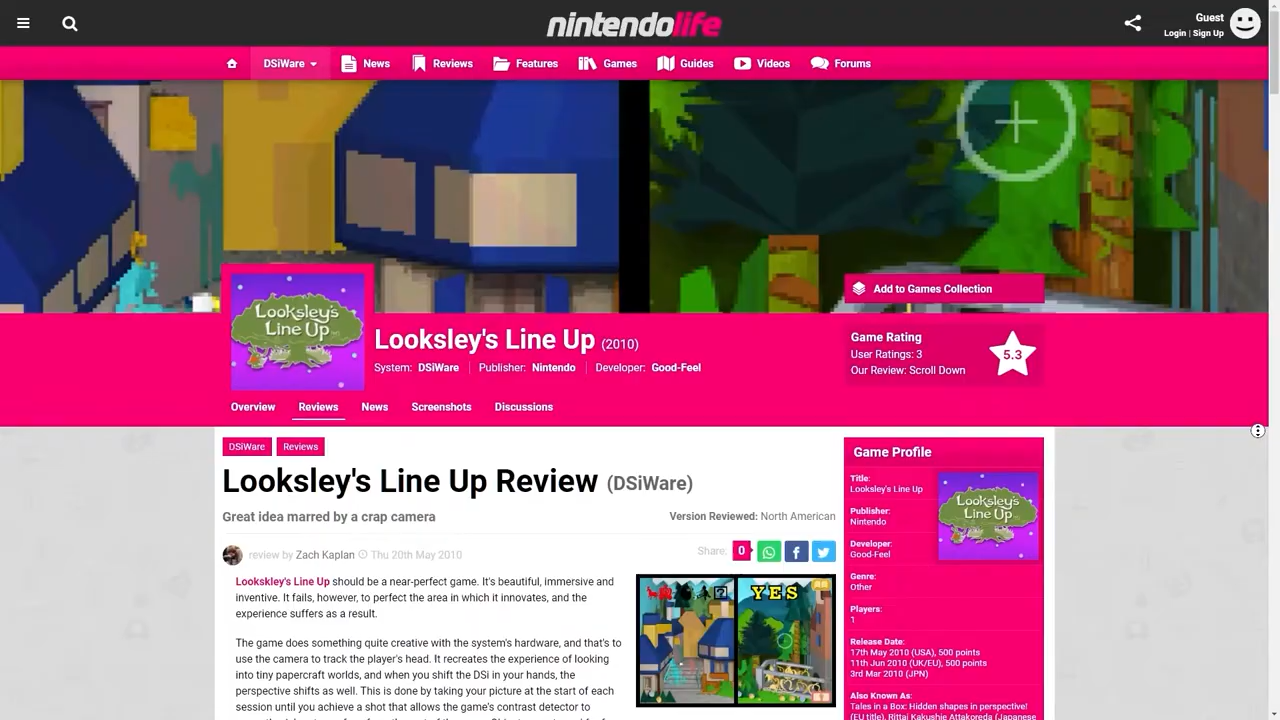 nintendolife
Guest
Login | Sign Up
DSiWare
News
Reviews
Features
Games
Guides
Videos
Forums
Looksley's
Line Up
Add to Games Collection
Looksley's Line Up (2010)
System: DSiWare | Publisher: Nintendo | Developer: Good-Feel
Game Rating
User Ratings: 3
Our Review: Scroll Down
5.3
Overview
Reviews
News
Screenshots
Discussions
DSiWare
Reviews
Looksley's Line Up Review (DSiWare)
Great idea marred by a crap camera
Version Reviewed: North American
review by Zach Kaplan Thu 20th May 2010
Share: 0
Lookskley's Line Up should be a near-perfect game. It's beautiful, immersive and
inventive. It fails, however, to perfect the area in which it innovates, and the
experience suffers as a result.
The game does something quite creative with the system's hardware, and that's to
use the camera to track the player's head. It recreates the experience of looking
into tiny papercraft worlds, and when you shift the DSi in your hands, the
perspective shifts as well. This is done by taking your picture at the start of each
session until you achieve a shot that allows the game's contrast detector to
YES
Game Profile
Title:
Looksley's Line Up
Publisher:
Nintendo
Developer:
Good-Feel
Genre:
Other
Players:
1
Release Date:
17th May 2010 (USA), 500 points
11th Jun 2010 (UK/EU), 500 points
3rd Mar 2010 (JPN)
Also Known As:
Tales in a Box: Hidden shapes in perspective!
(EU title), Rittai Kakushie Attakoreda (Japanese
Looksley's
Line Up